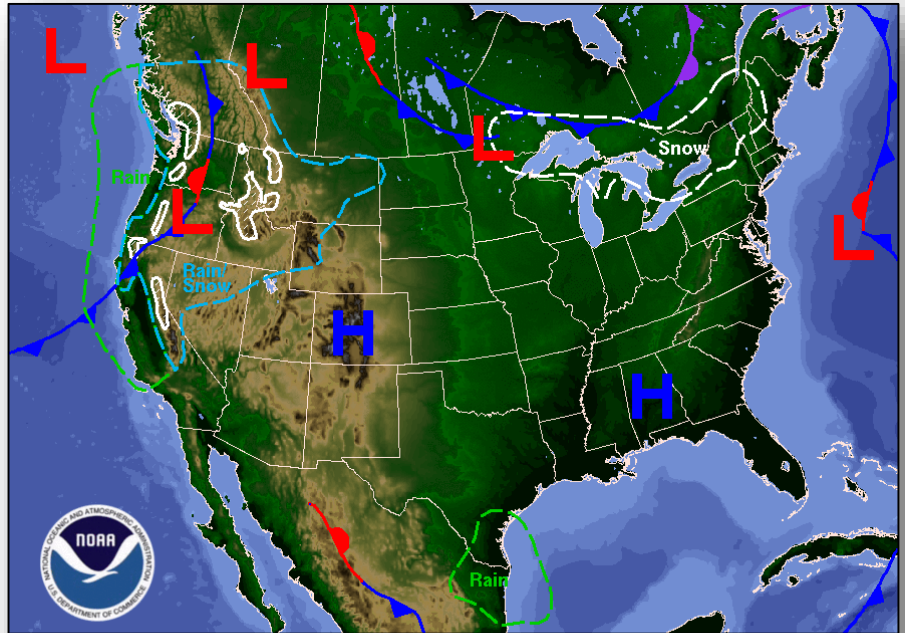 L
L
L
Snow
Rain
L
L
Rain/
Snow
H
H
NATIONAL OCEANIC AND ATMOSPHERIC ADMINISTRATION
NOAA
U.S. DEPARTMENT OF COMMERCE
Rain